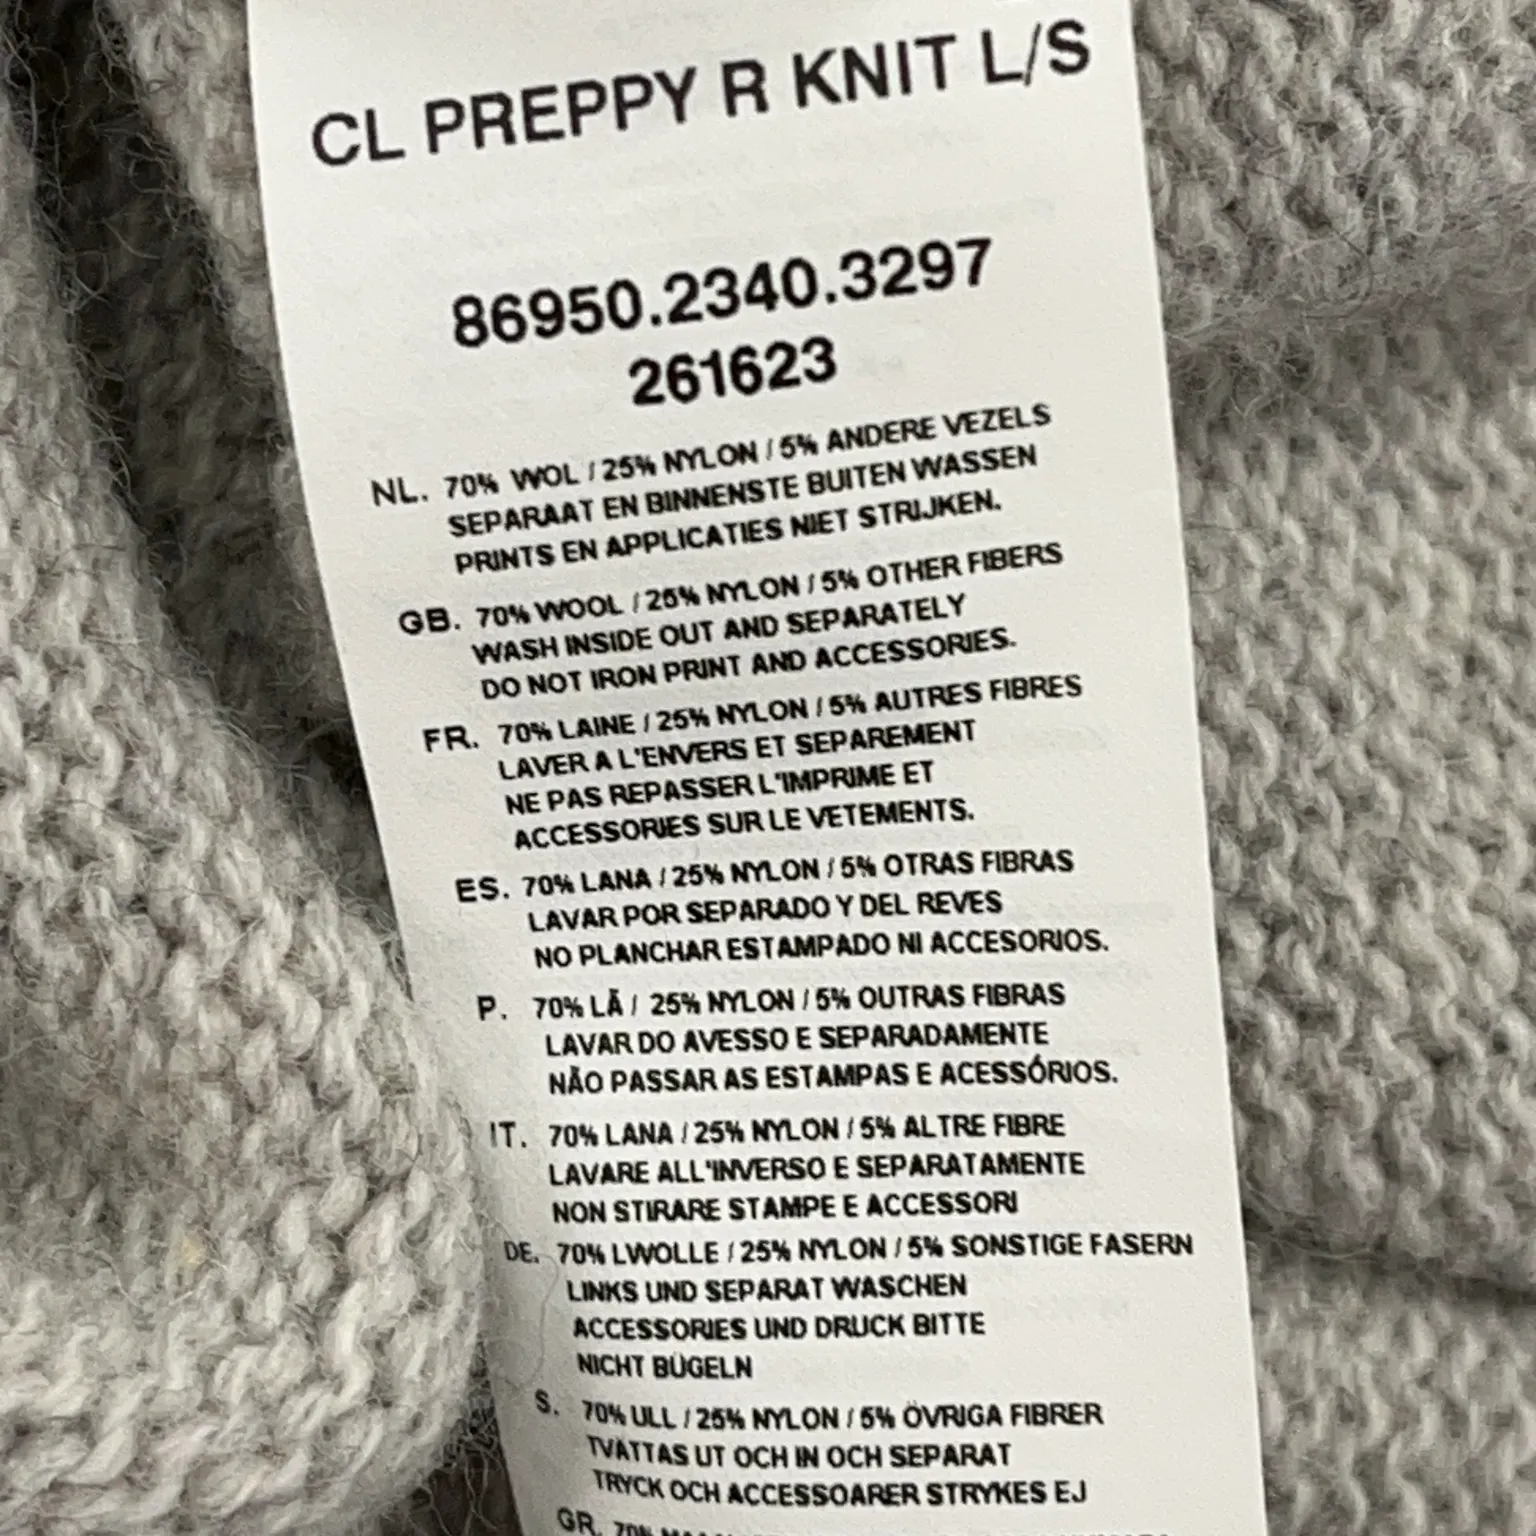 CL PREPPY R KNIT L/S
86950.2340.3297
261623
NL. 70% WOL / 25% NYLON / 5% ANDERE VEZELS
SEPARAAT EN BINNENSTE BUITEN WASSEN
PRINTS EN APPLICATIES NIET STRIJKEN.
GB. 70% WOOL / 25% NYLON / 5% OTHER FIBERS
WASH INSIDE OUT AND SEPARATELY
DO NOT IRON PRINT AND ACCESSORIES.
FR. 70% LAINE / 25% NYLON / 5% AUTRES FIBRES
LAVER A L'ENVERS ET SEPAREMENT
NE PAS REPASSER L'IMPRIME ET
ACCESSORIES SUR LE VETEMENTS.
ES. 70% LANA / 25% NYLON / 5% OTRAS FIBRAS
LAVAR POR SEPARADO Y DEL REVES
NO PLANCHAR ESTAMPADO NI ACCESORIOS.
P. 70% LÃ / 25% NYLON / 5% OUTRAS FIBRAS
LAVAR DO AVESSO E SEPARADAMENTE
NÃO PASSAR AS ESTAMPAS E ACESSÓRIOS.
IT. 70% LANA / 25% NYLON / 5% ALTRE FIBRE
LAVARE ALL'INVERSO E SEPARATAMENTE
NON STIRARE STAMPE E ACCESSORI
DE. 70% LWOLLE / 25% NYLON / 5% SONSTIGE FASERN
LINKS UND SEPARAT WASCHEN
ACCESSORIES UND DRUCK BITTE
NICHT BÜGELN
S. 70% ULL / 25% NYLON / 5% ÖVRIGA FIBRER
TVÄTTAS UT OCH IN OCH SEPARAT
TRYCK OCH ACCESSOARER STRYKES EJ
GR. 70%